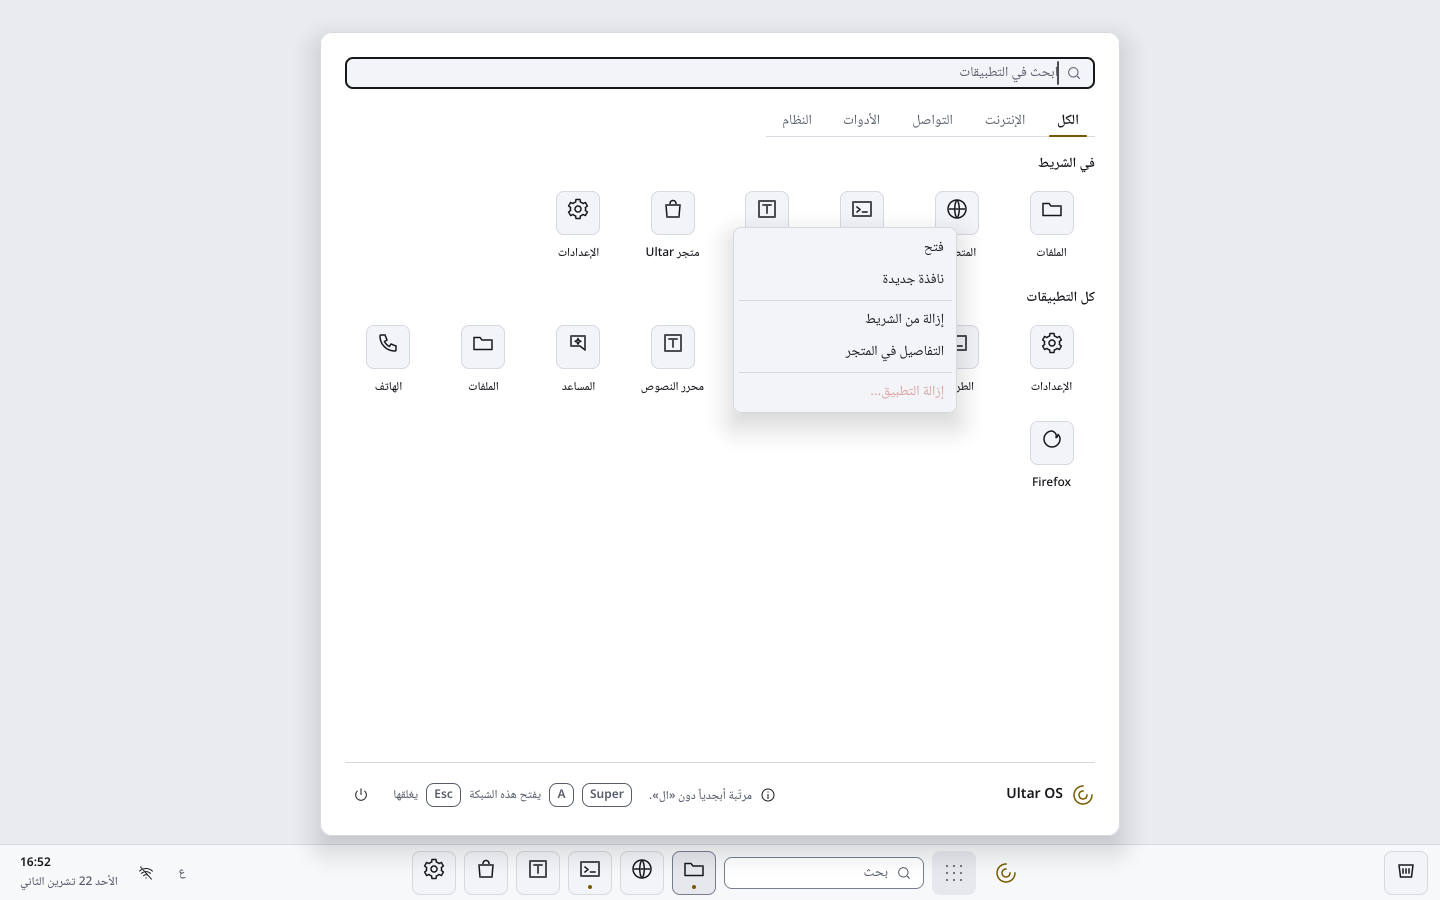 ابحث في التطبيقات
الكل
الإنترنت
التواصل
الأدوات
النظام
في الشريط
الملفات
متجر Ultar
الإعدادات
فتح
نافذة جديدة
إزالة من الشريط
التفاصيل في المتجر
إزالة التطبيق...
كل التطبيقات
الإعدادات
محرر النصوص
المساعد
الملفات
الهاتف
Firefox
Ultar OS
مرتّبة أبجدياً دون «ال».
Super A يفتح هذه الشبكة Esc يغلقها
بحث
ع
16:52
الأحد 22 تشرين الثاني